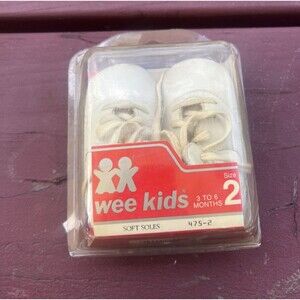 wee kids
3 TO 6
MONTHS
Size
2
SOFT SOLES
475-2